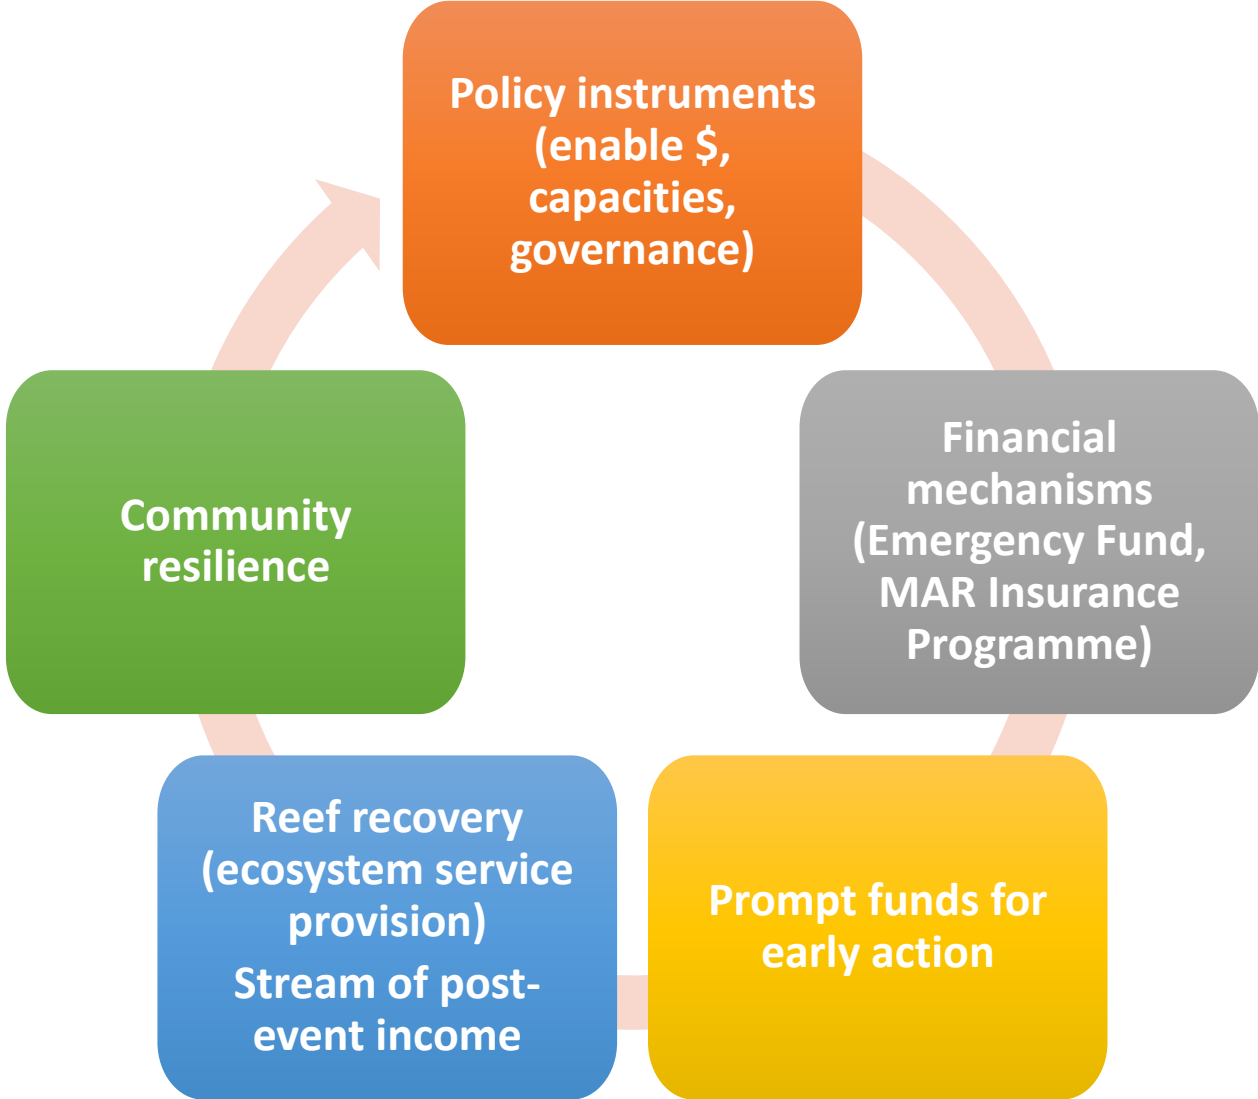 Policy instruments
(enable $,
capacities,
governance)
Financial
mechanisms
(Emergency Fund,
MAR Insurance
Programme)
Prompt funds for
early action
Reef recovery
(ecosystem service
provision)
Stream of post-
event income
Community
resilience